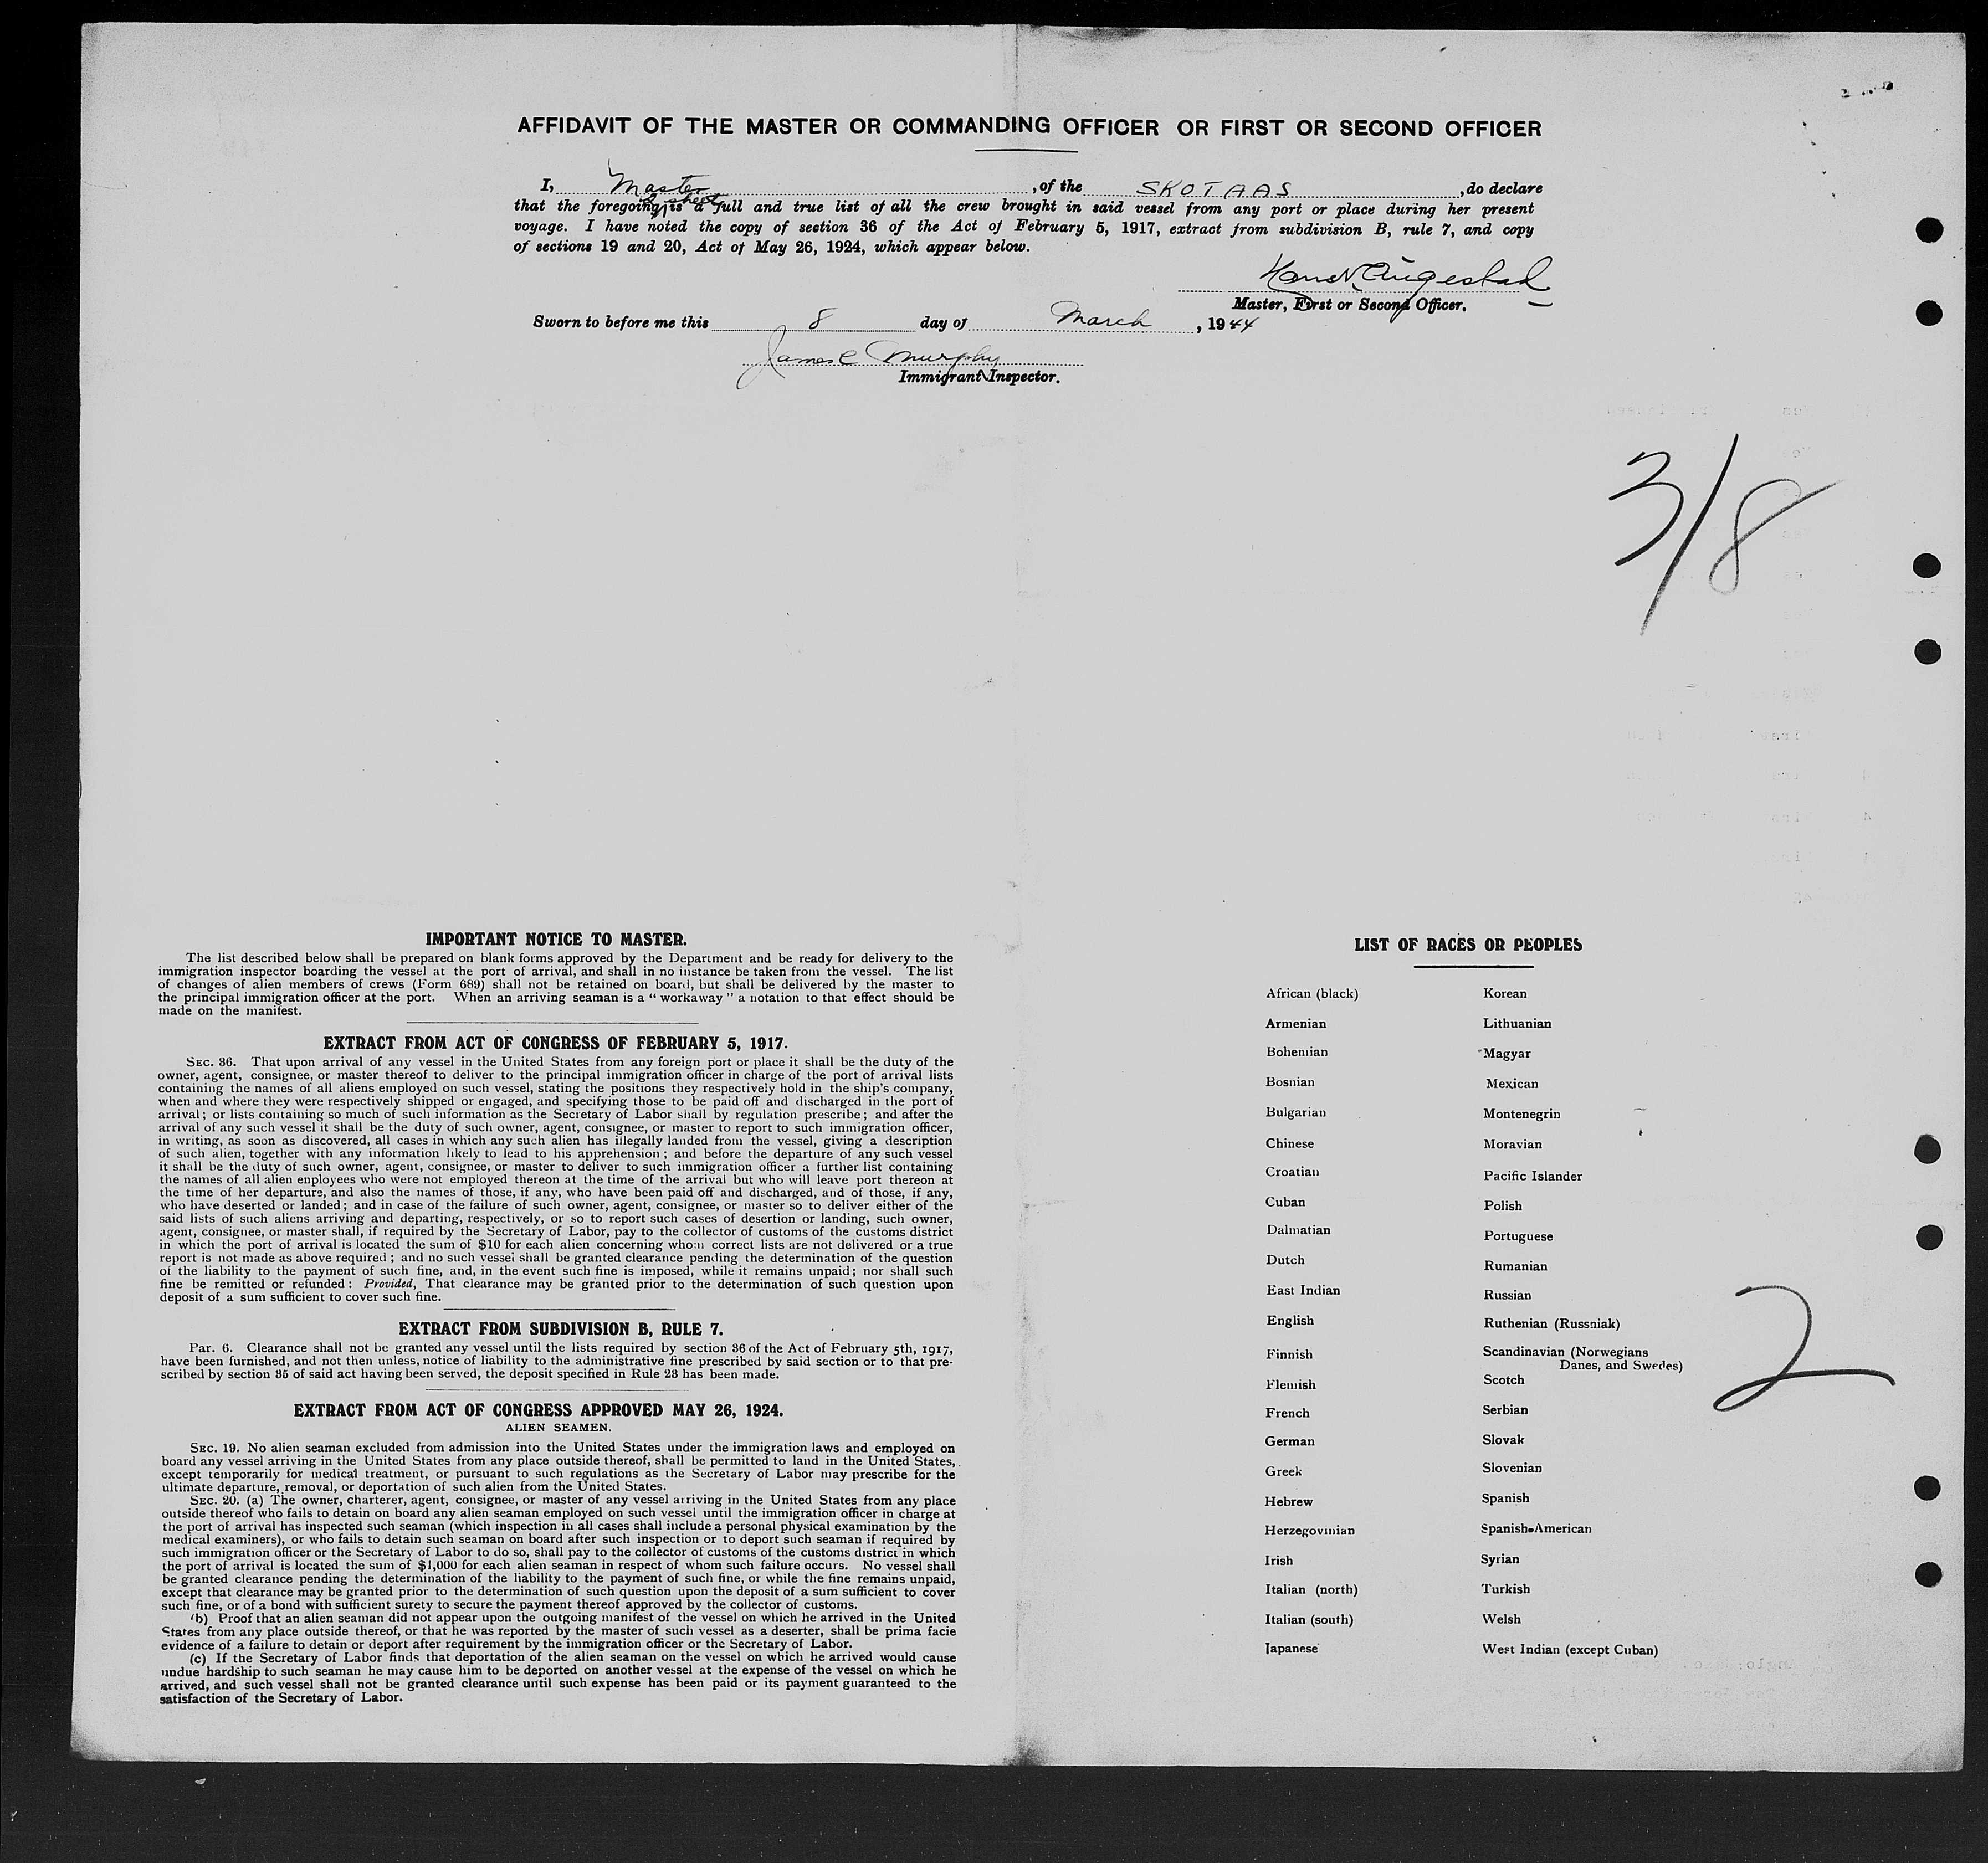 AFFIDAVIT OF THE MASTER OR COMMANDING OFFICER OR FIRST OR SECOND OFFICER
I, Master, of the SKOTAAS, do declare
2 sheet
that the foregoing is a full and true list of all the crew brought in said vessel from any port or place during her present
voyage. I have noted the copy of section 36 of the Act of February 5, 1917, extract from subdivision B, rule 7, and copy
of sections 19 and 20, Act of May 26, 1924, which appear below.
Master, First or Second Officer.
Sworn to before me this 8 day of March, 1944
James C Murphy
Immigrant Inspector.
3/8
IMPORTANT NOTICE TO MASTER.
The list described below shall be prepared on blank forms approved by the Department and be ready for delivery to the
immigration inspector boarding the vessel at the port of arrival, and shall in no instance be taken from the vessel. The list
of changes of alien members of crews (Form 689) shall not be retained on board, but shall be delivered by the master to
the principal immigration officer at the port. When an arriving seaman is a “ workaway ” a notation to that effect should be
made on the manifest.
EXTRACT FROM ACT OF CONGRESS OF FEBRUARY 5, 1917.
SEC. 36. That upon arrival of any vessel in the United States from any foreign port or place it shall be the duty of the
owner, agent, consignee, or master thereof to deliver to the principal immigration officer in charge of the port of arrival lists
containing the names of all aliens employed on such vessel, stating the positions they respectively hold in the ship's company,
when and where they were respectively shipped or engaged, and specifying those to be paid off and discharged in the port of
arrival; or lists containing so much of such information as the Secretary of Labor shall by regulation prescribe; and after the
arrival of any such vessel it shall be the duty of such owner, agent, consignee, or master to report to such immigration officer,
in writing, as soon as discovered, all cases in which any such alien has illegally landed from the vessel, giving a description
of such alien, together with any information likely to lead to his apprehension; and before the departure of any such vessel
it shall be the duty of such owner, agent, consignee, or master to deliver to such immigration officer a further list containing
the names of all alien enployees who were not employed thereon at the time of the arrival but who will leave port thereon at
the time of her departure, and also the names of those, if any, who have been paid off and discharged, and of those, if any,
who have deserted or landed; and in case of the failure of such owner, agent, consignee, or master so to deliver either of the
said lists of such aliens arriving and departing, respectively, or so to report such cases of desertion or landing, such owner,
agent, consignee, or master shall, if required by the Secretary of Labor, pay to the collector of customs of the customs district
in which the port of arrival is located the sum of $10 for each alien concerning whom correct lists are not delivered or a true
report is not made as above required; and no such vessel shall be granted clearance pending the determination of the question
of the liability to the payment of such fine, and, in the event such fine is imposed, while it remains unpaid; nor shall such
fine be remitted or refunded: Provided, That clearance may be granted prior to the determination of such question upon
deposit of a sum sufficient to cover such fine.
EXTRACT FROM SUBDIVISION B, RULE 7.
Par. 6. Clearance shall not be granted any vessel until the lists required by section 36 of the Act of February 5th, 1917,
have been furnished, and not then unless, notice of liability to the administrative fine prescribed by said section or to that pre-
scribed by section 35 of said act having been served, the deposit specified in Rule 23 has been made.
EXTRACT FROM ACT OF CONGRESS APPROVED MAY 26, 1924.
ALIEN SEAMEN.
SEC. 19. No alien seaman excluded from admission into the United States under the immigration laws and employed on
board any vessel arriving in the United States from any place outside thereof, shall be permitted to land in the United States,
except temporarily for medical treatment, or pursuant to such regulations as the Secretary of Labor may prescribe for the
ultimate departure, removal, or deportation of such alien from the United States.
SEC. 20. (a) The owner, charterer, agent, consignee, or master of any vessel arriving in the United States from any place
outside thereof who fails to detain on board any alien seaman employed on such vessel until the immigration officer in charge at
the port of arrival has inspected such seaman (which inspection in all cases shall include a personal physical examination by the
medical examiners), or who fails to detain such seaman on board after such inspection or to deport such seaman if required by
such immigration officer or the Secretary of Labor to do so, shall pay to the collector of customs of the customs district in which
the port of arrival is located the sum of $1,000 for each alien seaman in respect of whom such failure occurs. No vessel shall
be granted clearance pending the determination of the liability to the payment of such fine, or while the fine remains unpaid,
except that clearance may be granted prior to the determination of such question upon the deposit of a sum sufficient to cover
such fine, or of a bond with sufficient surety to secure the payment thereof approved by the collector of customs.
(b) Proof that an alien seaman did not appear upon the outgoing manifest of the vessel on which he arrived in the United
States from any place outside thereof, or that he was reported by the master of such vessel as a deserter, shall be prima facie
evidence of a failure to detain or deport after requirement by the immigration officer or the Secretary of Labor.
(c) If the Secretary of Labor finds that deportation of the alien seaman on the vessel on which he arrived would cause
undue hardship to such seaman he may cause him to be deported on another vessel at the expense of the vessel on which he
arrived, and such vessel shall not be granted clearance until such expense has been paid or its payment guaranteed to the
satisfaction of the Secretary of Labor.
LIST OF RACES OR PEOPLES
African (black)
Armenian
Bohemian
Bosnian
Bulgarian
Chinese
Croatian
Cuban
Dalmatian
Dutch
East Indian
English
Finnish
Flemish
French
German
Greek
Hebrew
Herzegovinian
Irish
Italian (north)
Italian (south)
Japanese
Korean
Lithuanian
Magyar
Mexican
Montenegrin
Moravian
Pacific Islander
Polish
Portuguese
Rumanian
Russian
Ruthenian (Russniak)
Scandinavian (Norwegians
Danes, and Swedes)
Scotch
Serbian
Slovak
Slovenian
Spanish
Spanish-American
Syrian
Turkish
Welsh
West Indian (except Cuban)
2